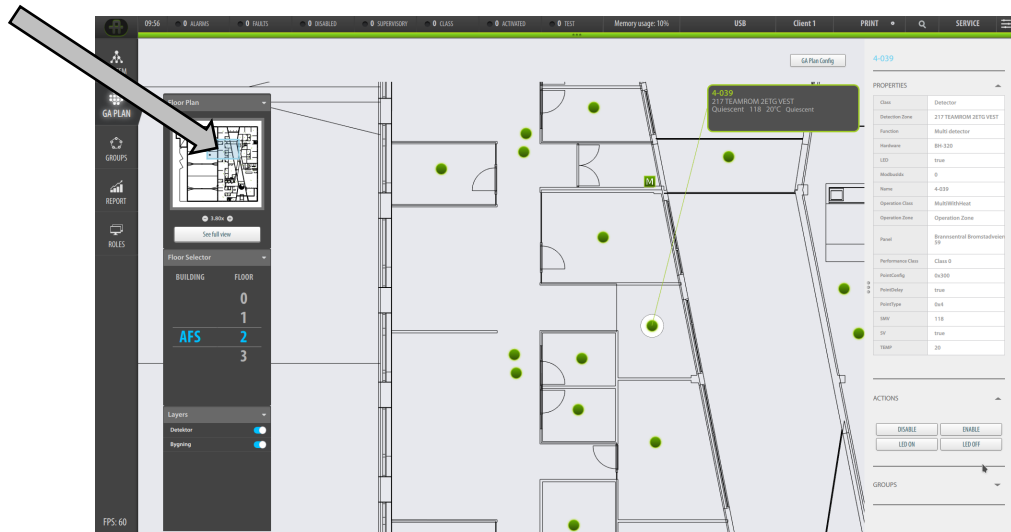 09:56 0 ALARMS 0 FAULTS 0 DISABLED 0 SUPERVISORY 0 CLASS 0 ACTIVATED 0 TEST Memory usage: 10% USB Client 1 PRINT SERVICE
GA PLAN
GROUPS
REPORT
ROLES
FPS: 60
Floor Plan
3.80x
See full view
Floor Selector
BUILDING FLOOR
0
1
AFS 2
3
Layers
Detektor
Bygning
GA Plan Config
4-039
217 TEAMROM 2ETG VEST
Quiescent 118 20°C Quiescent
M
4-039
PROPERTIES
Class Detector
Detection Zone 217 TEAMROM 2ETG VEST
Function Multi detector
Hardware BH-320
LED true
ModbusIdx 0
Name 4-039
Operation Class MultiWithHeat
Operation Zone Operation Zone
Panel Brannsentral Bromstadveien
59
Performance Class Class 0
PointConfig 0x300
PointDelay true
PointType 0x4
SMV 118
SV true
TEMP 20
ACTIONS
DISABLE ENABLE
LED ON LED OFF
GROUPS